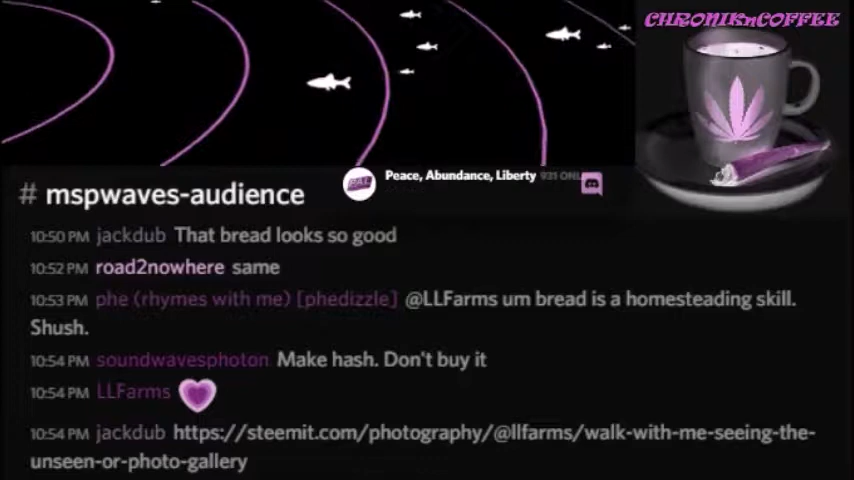 CHRONIKnCOFFEE
Peace, Abundance, Liberty 931 ONL
PAL
# mspwaves-audience
10:50 PM jackdub That bread looks so good
10:52 PM road2nowhere same
10:53 PM phe (rhymes with me) [phedizzle] @LLFarms um bread is a homesteading skill.
Shush.
10:54 PM soundwavesphoton Make hash. Don't buy it
10:54 PM LLFarms
10:54 PM jackdub https://steemit.com/photography/@llfarms/walk-with-me-seeing-the-
unseen-or-photo-gallery